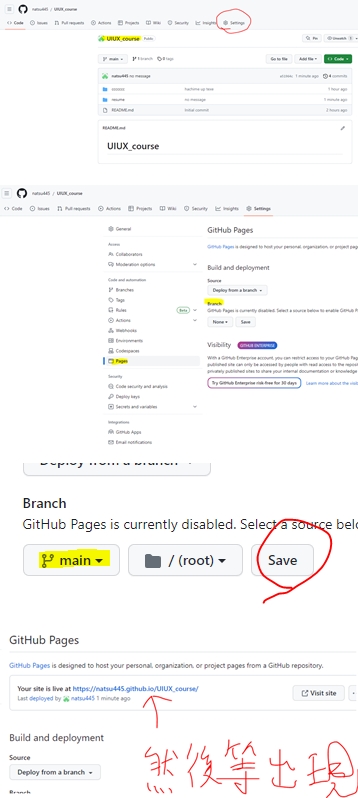 natsu445 / UIUX_course
Code Issues Pull requests Actions Projects Wiki Security Insights Settings
UIUX_course Public
Pin Unwatch
main 1 branch 0 tags Go to file Add file Code
natsu445 no message 1 minute ago 4 commits
1 hour ago
resume no message 1 minute ago
README.md Initial commit 2 hours ago
README.md
UIUX_course
natsu445 / UIUX_course
Code Issues Pull requests Actions Projects Wiki Security Insights Settings
General
Access
Collaborators
Moderation options
Code and automation
Branches
Tags
Rules Beta
Actions
Webhooks
Environments
Codespaces
Pages
Security
Code security and analysis
Deploy keys
Secrets and variables
Integrations
GitHub Apps
Email notifications
GitHub Pages
GitHub Pages is designed to host your personal, organization, or project page
Build and deployment
Source
Deploy from a branch
Branch
GitHub Pages is currently disabled. Select a source below to enable GitHub
None Save
Visibility GITHUB ENTERPRISE
With a GitHub Enterprise account, you can restrict access to your GitHub Pag
published site can only be accessed by people with read access to the reposit
privately published sites to share your internal documentation or knowledge
Try GitHub Enterprise risk-free for 30 days Learn more about the visi
Deploy from a branch
Branch
GitHub Pages is currently disabled. Select a source belo
main / (root) Save
GitHub Pages
GitHub Pages is designed to host your personal, organization, or project pages from a GitHub repository.
Your site is live at https://natsu445.github.io/UIUX_course/
Last deployed by natsu445 1 minute ago
Visit site
Build and deployment
Source
Deploy from a branch
Branch
然後等出現